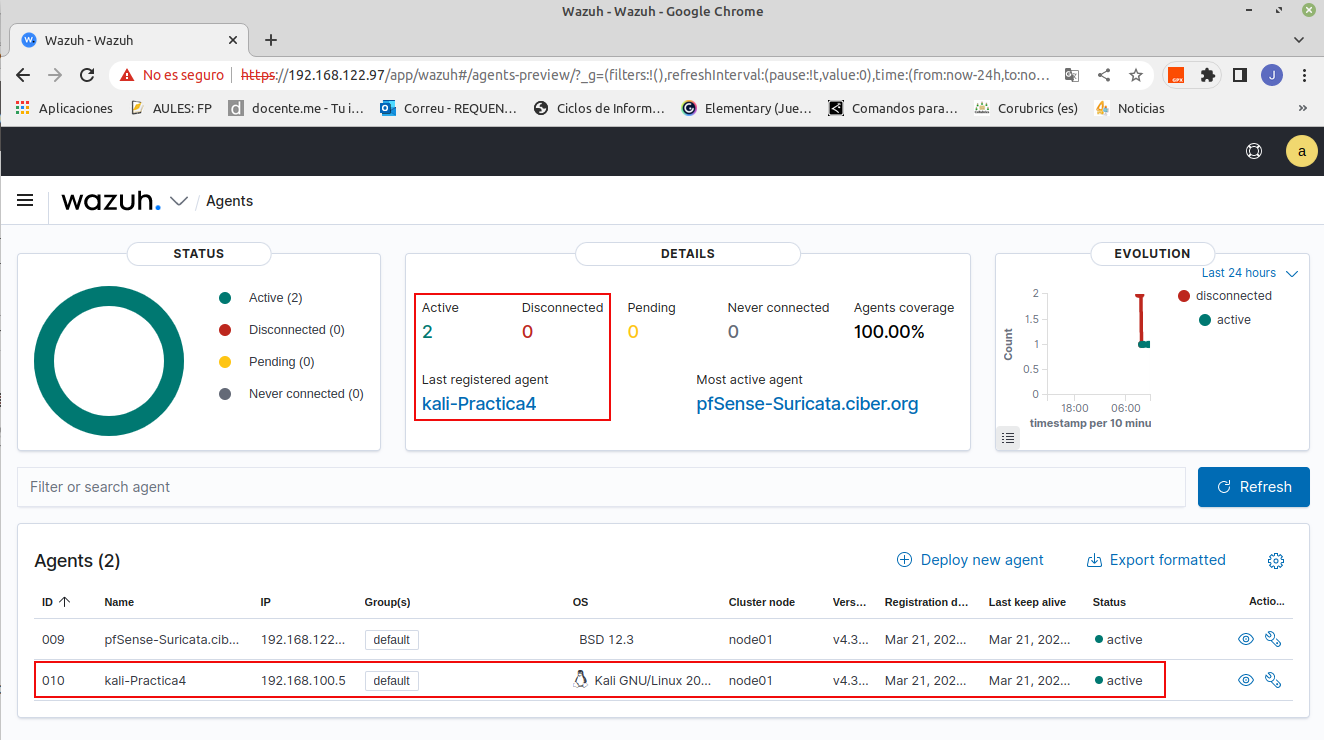 Wazuh - Wazuh - Google Chrome
Wazuh - Wazuh
No es seguro https://192.168.122.97/app/wazuh#/agents-preview/?_g=(filters:!(),refreshInterval:(pause:!t,value:0),time:(from:now-24h,to:no... J
Aplicaciones AULES: FP docente.me - Tu i... Correu - REQUEN... Ciclos de Inform... Elementary (Jue... Comandos para... Corubrics (es) Noticias »
a
wazuh. / Agents
STATUS
Active (2)
Disconnected (0)
Pending (0)
Never connected (0)
DETAILS
Active Disconnected Pending Never connected Agents coverage
2 0 0 0 100.00%
Last registered agent Most active agent
kali-Practica4 pfSense-Suricata.ciber.org
EVOLUTION
Last 24 hours
disconnected
active
Count
2
1.5
1
0.5
0
18:00 06:00
timestamp per 10 minu
Filter or search agent Refresh
Agents (2) Deploy new agent Export formatted
ID Name IP Group(s) OS Cluster node Vers... Registration d... Last keep alive Status Actio...
009 pfSense-Suricata.cib... 192.168.122... default BSD 12.3 node01 v4.3... Mar 21, 202... Mar 21, 202... active
010 kali-Practica4 192.168.100.5 default Kali GNU/Linux 20... node01 v4.3... Mar 21, 202... Mar 21, 202... active